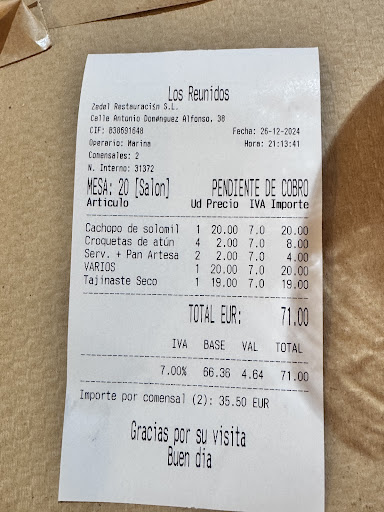 Los Reunidos
Zedal Restauración S.L.
Calle Antonio Domínguez Alfonso, 38
CIF: B38691648 Fecha: 26-12-2024
Operario: Marina Hora: 21:13:41
Comensales: 2
N. Interno: 31372
MESA: 20 [Salon] PENDIENTE DE COBRO
Articulo Ud Precio IVA Importe
Cachopo de solomil 1 20.00 7.0 20.00
Croquetas de atún 4 2.00 7.0 8.00
Serv. + Pan Artesa 2 2.00 7.0 4.00
VARIOS 1 20.00 7.0 20.00
Tajinaste Seco 1 19.00 7.0 19.00
TOTAL EUR: 71.00
IVA BASE VAL TOTAL
7.00% 66.36 4.64 71.00
Importe por comensal (2): 35.50 EUR
Gracias por su visita
Buen dia